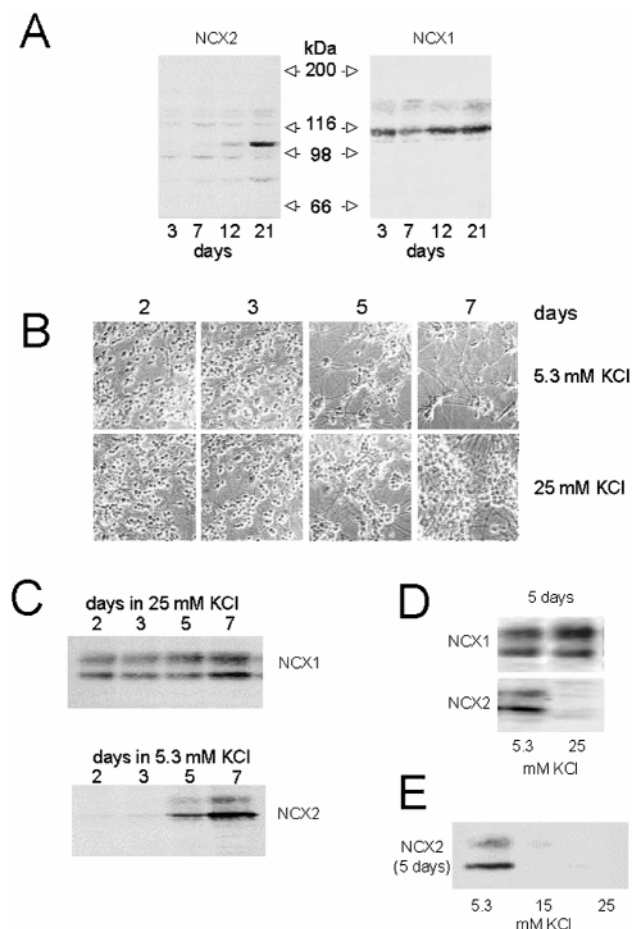 A
NCX2
kDa
NCX1
200
116
98
66
3 7 12 21
days
3 7 12 21
days
B
2 3 5 7 days
5.3 mM KCl
25 mM KCl
C
days in 25 mM KCl
2 3 5 7
NCX1
days in 5.3 mM KCl
2 3 5 7
NCX2
D
5 days
NCX1
NCX2
5.3 25
mM KCl
E
NCX2
(5 days)
5.3 15 25
mM KCl